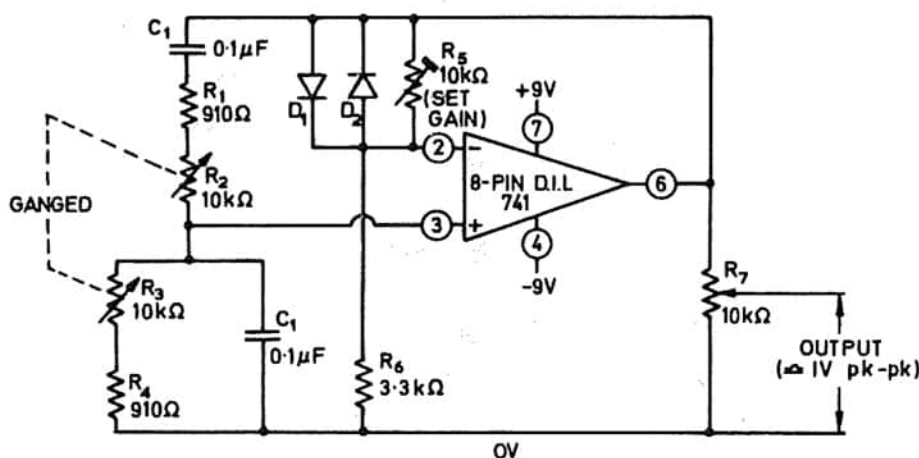 C1
0·1µF
R1
910Ω
R2
10kΩ
GANGED
R3
10kΩ
R4
910Ω
C1
0·1µF
D1
D2
R5
10kΩ
(SET
GAIN)
R6
3·3kΩ
2
−
3
+
8-PIN D.I.L
741
+9V
7
4
-9V
6
R7
10kΩ
OUTPUT
(≏ 1V pk-pk)
0V